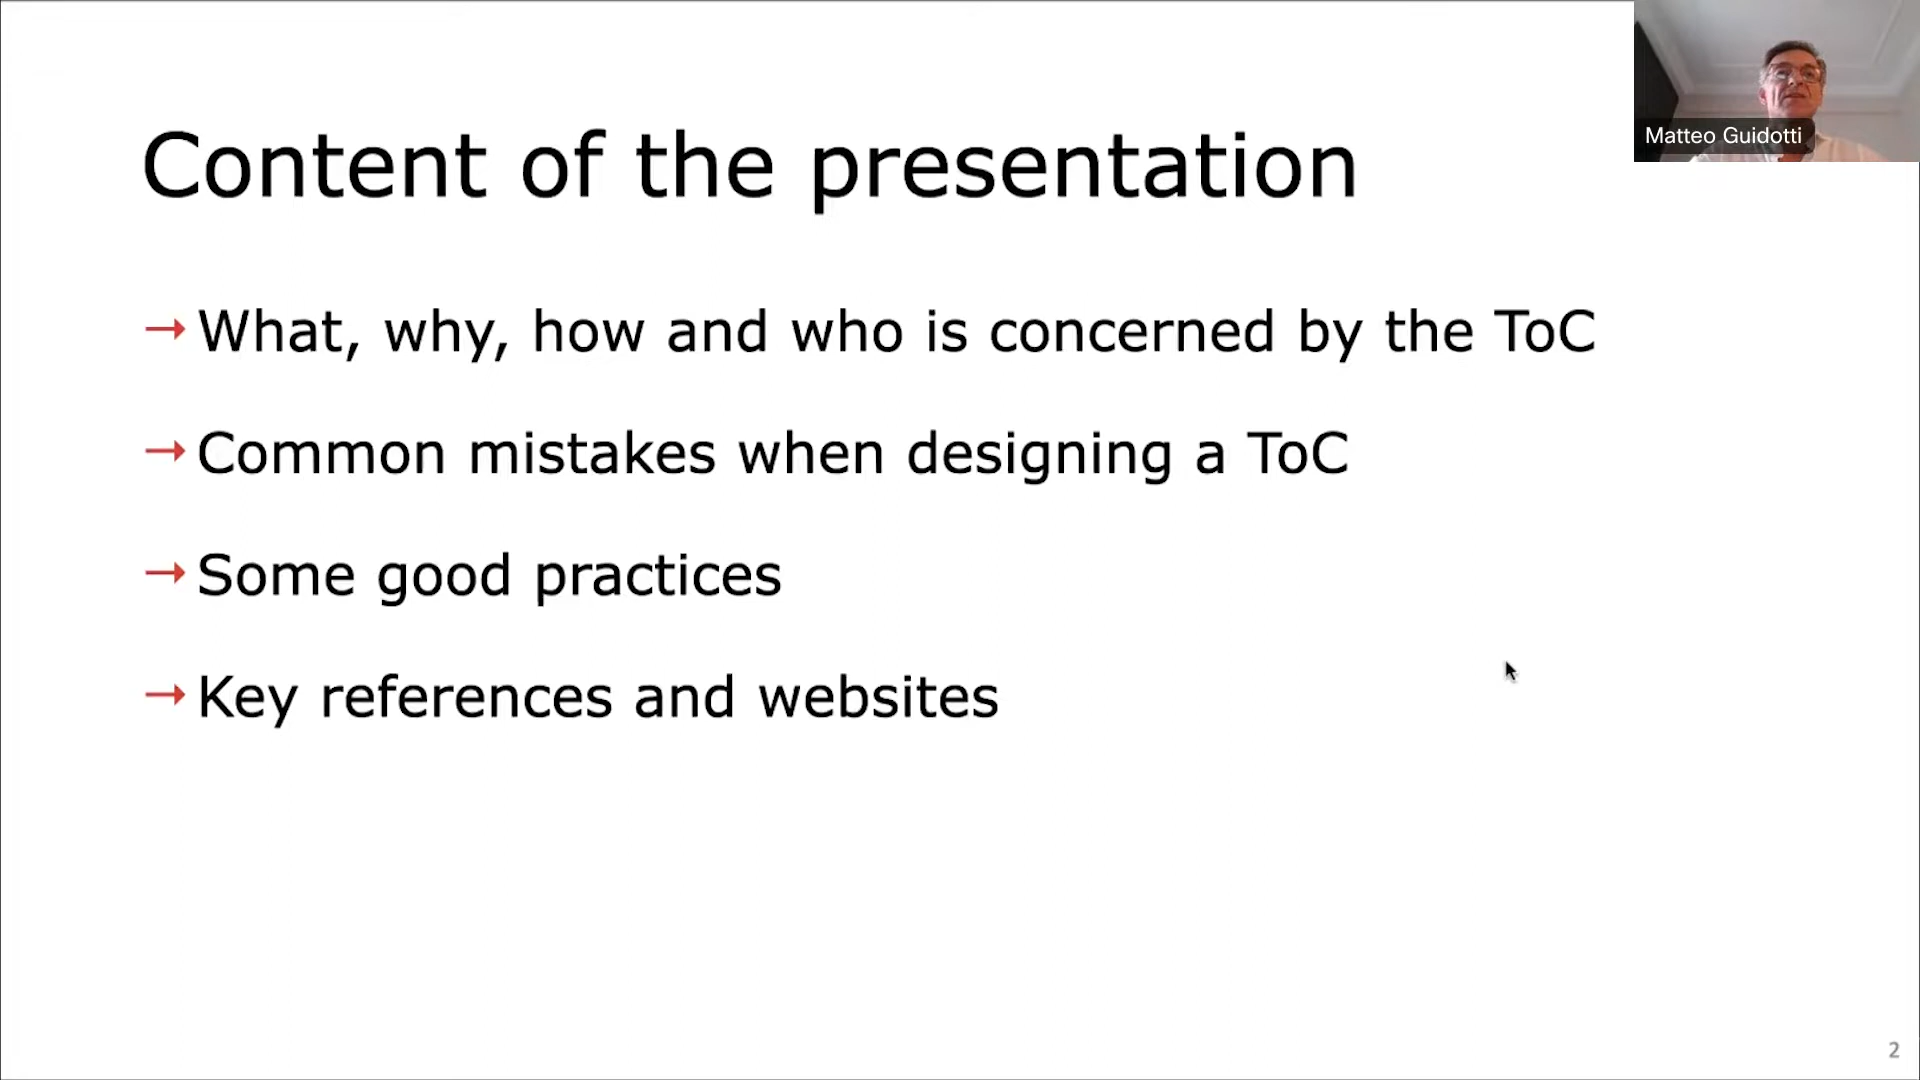 Content of the presentation
Matteo Guidotti
→ What, why, how and who is concerned by the ToC
→ Common mistakes when designing a ToC
→ Some good practices
→ Key references and websites
2